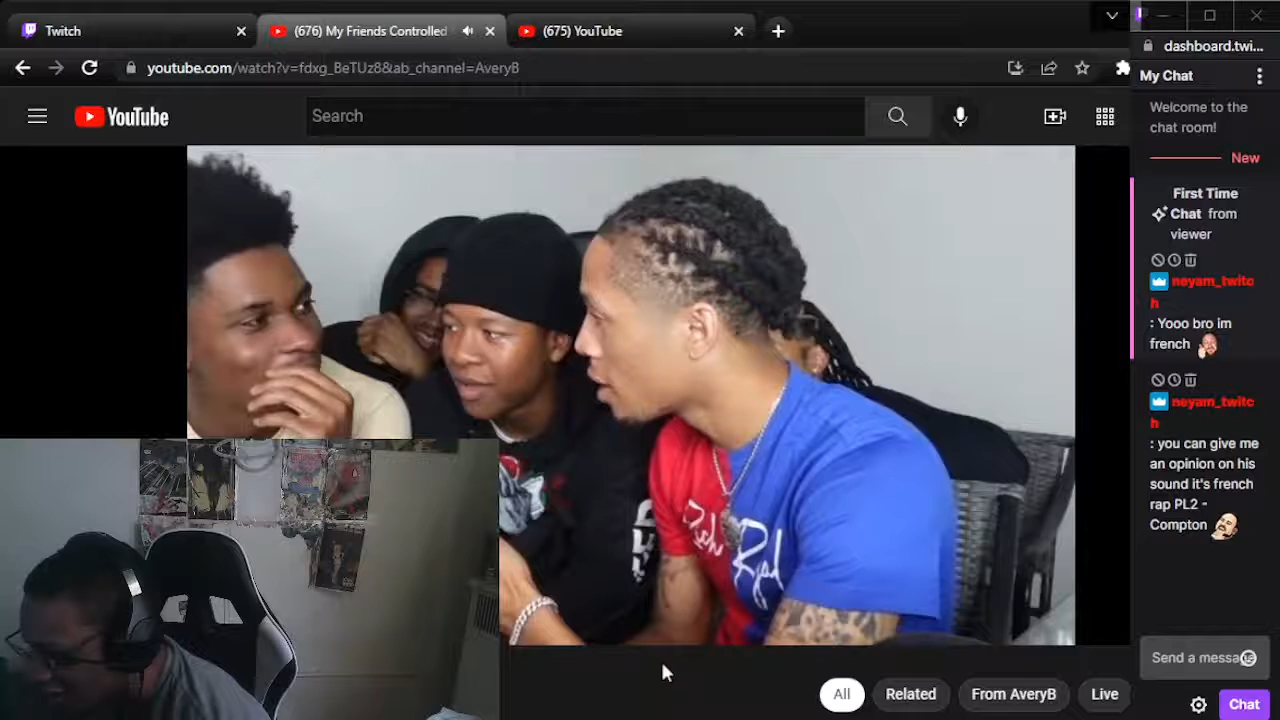 Twitch
(676) My Friends Controlled
(675) YouTube
youtube.com/watch?v=fdxg_BeTUz8&ab_channel=AveryB
dashboard.twi...
YouTube
Search
My Chat
Welcome to the
chat room!
New
First Time
Chat from
viewer
neyam_twitc
h
: Yooo bro im
french
neyam_twitc
h
: you can give me
an opinion on his
sound it's french
rap PL2 -
Compton
Send a messag
All
Related
From AveryB
Live
Chat